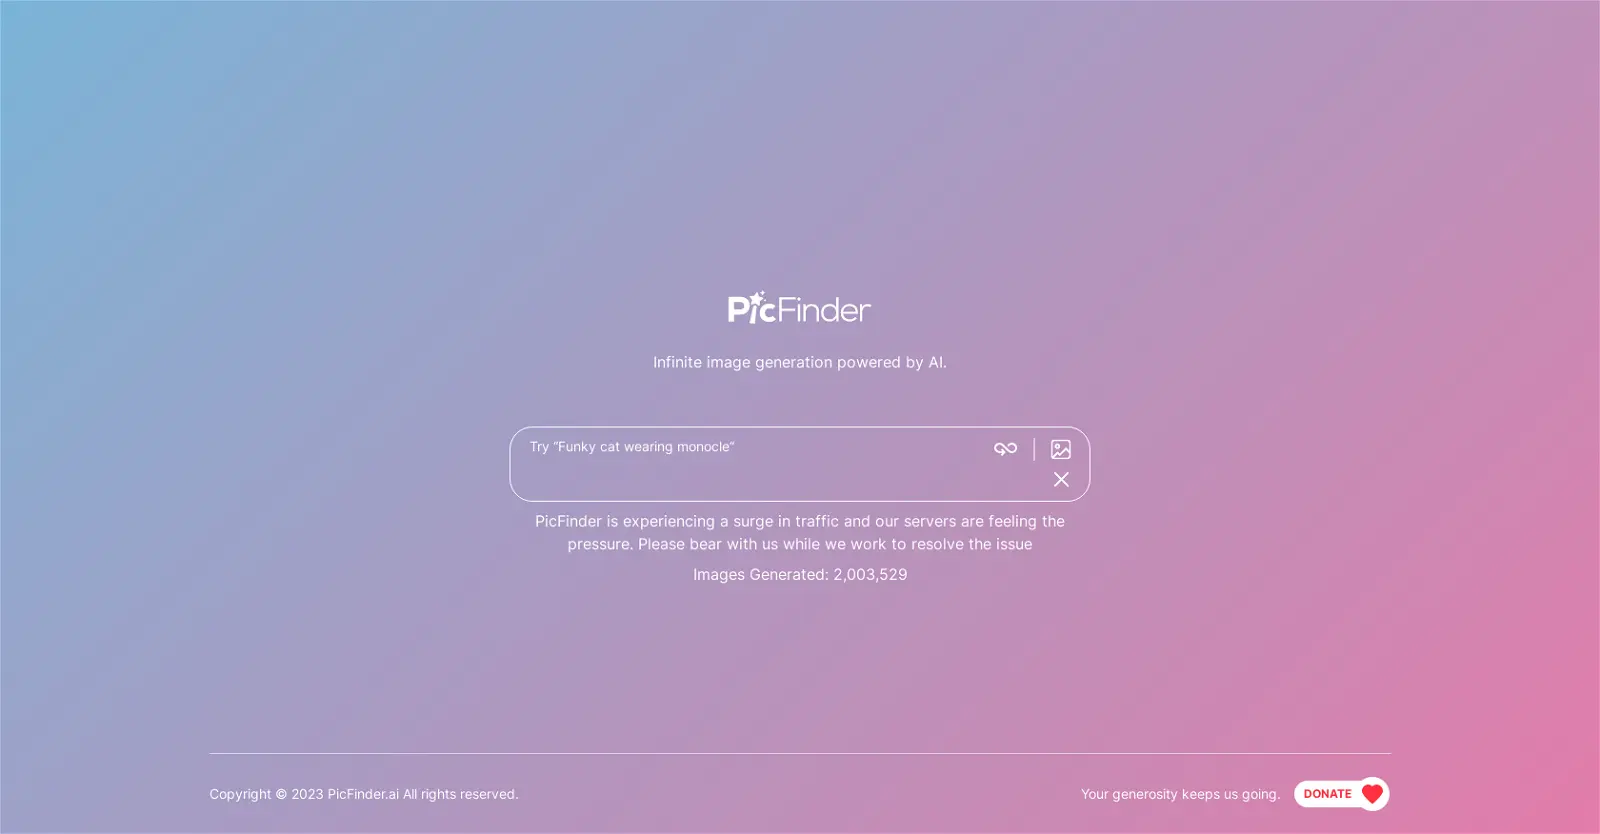 PicFinder
Infinite image generation powered by AI.
Try “Funky cat wearing monocle”
PicFinder is experiencing a surge in traffic and our servers are feeling the
pressure. Please bear with us while we work to resolve the issue
Images Generated: 2,003,529
Copyright © 2023 PicFinder.ai All rights reserved.
Your generosity keeps us going.
DONATE